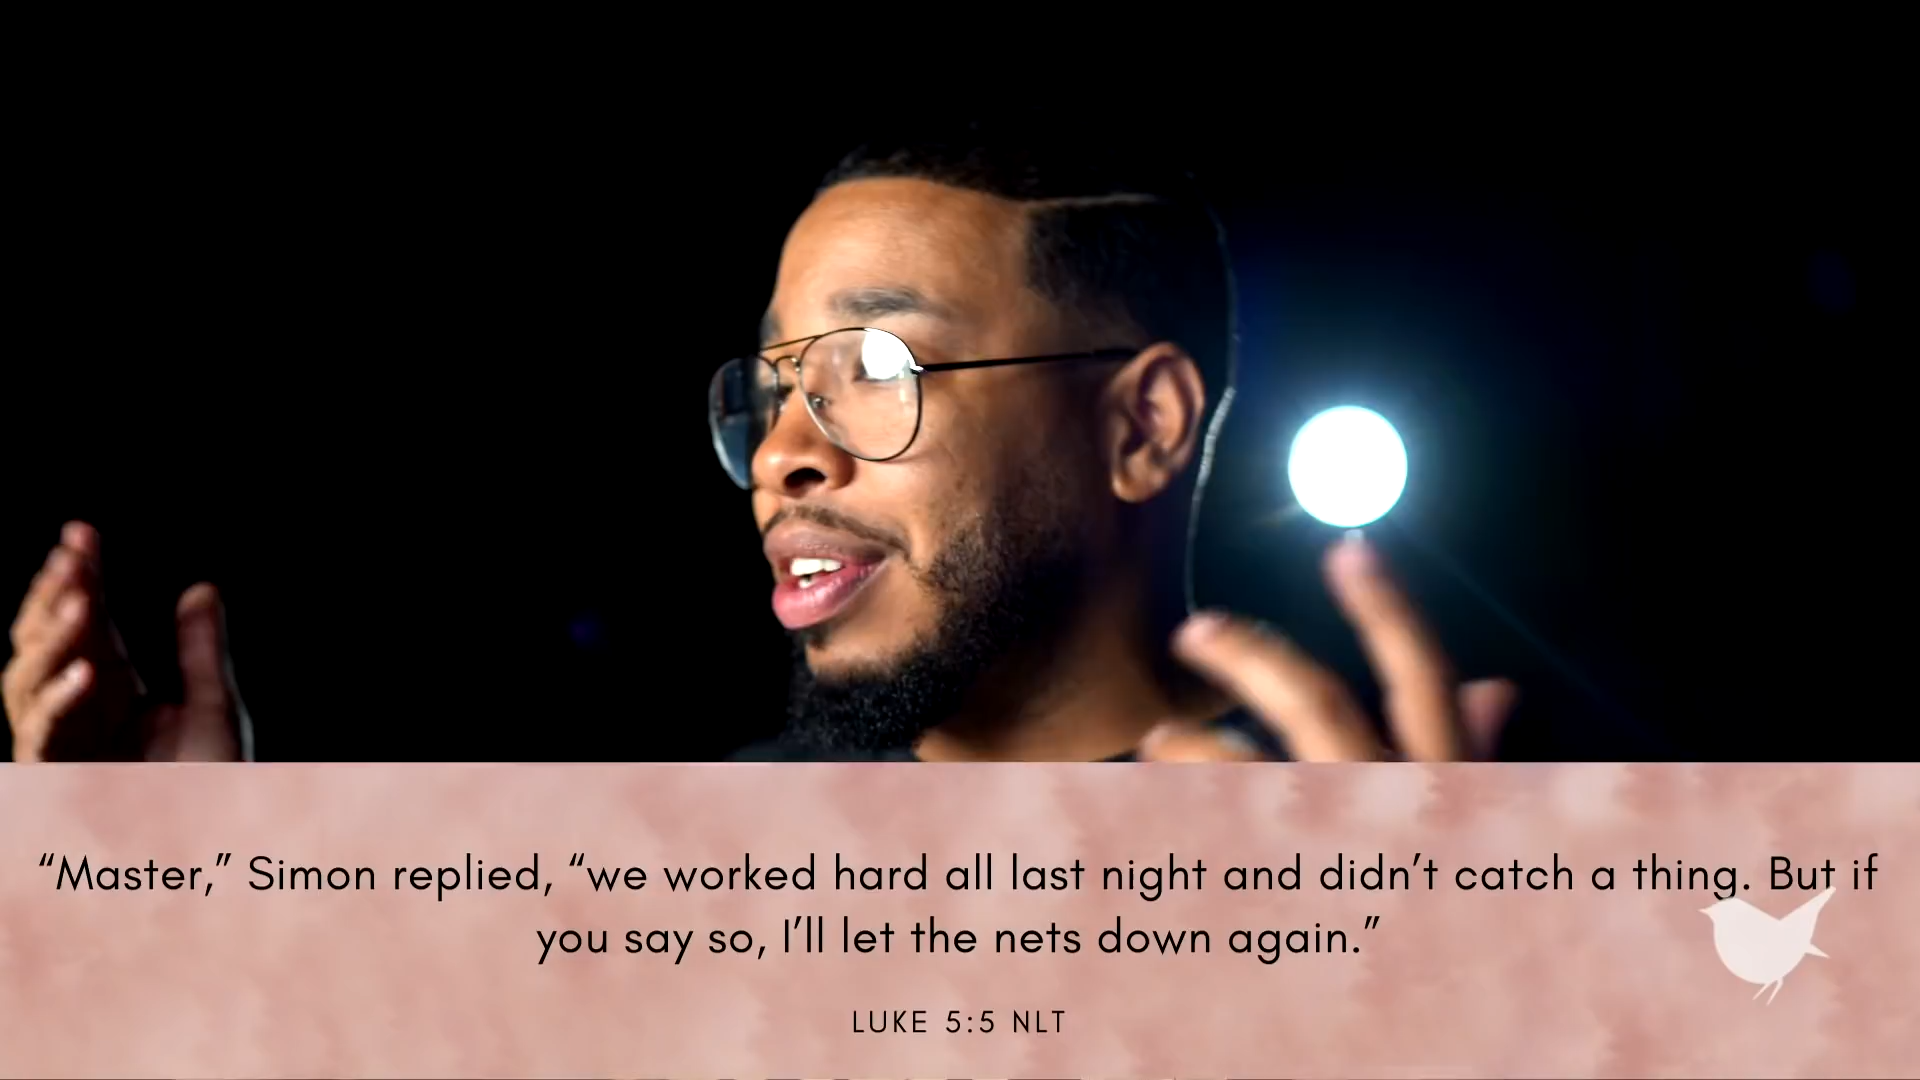 “Master,” Simon replied, “we worked hard all last night and didn’t catch a thing. But if
you say so, I’ll let the nets down again.”
LUKE 5:5 NLT